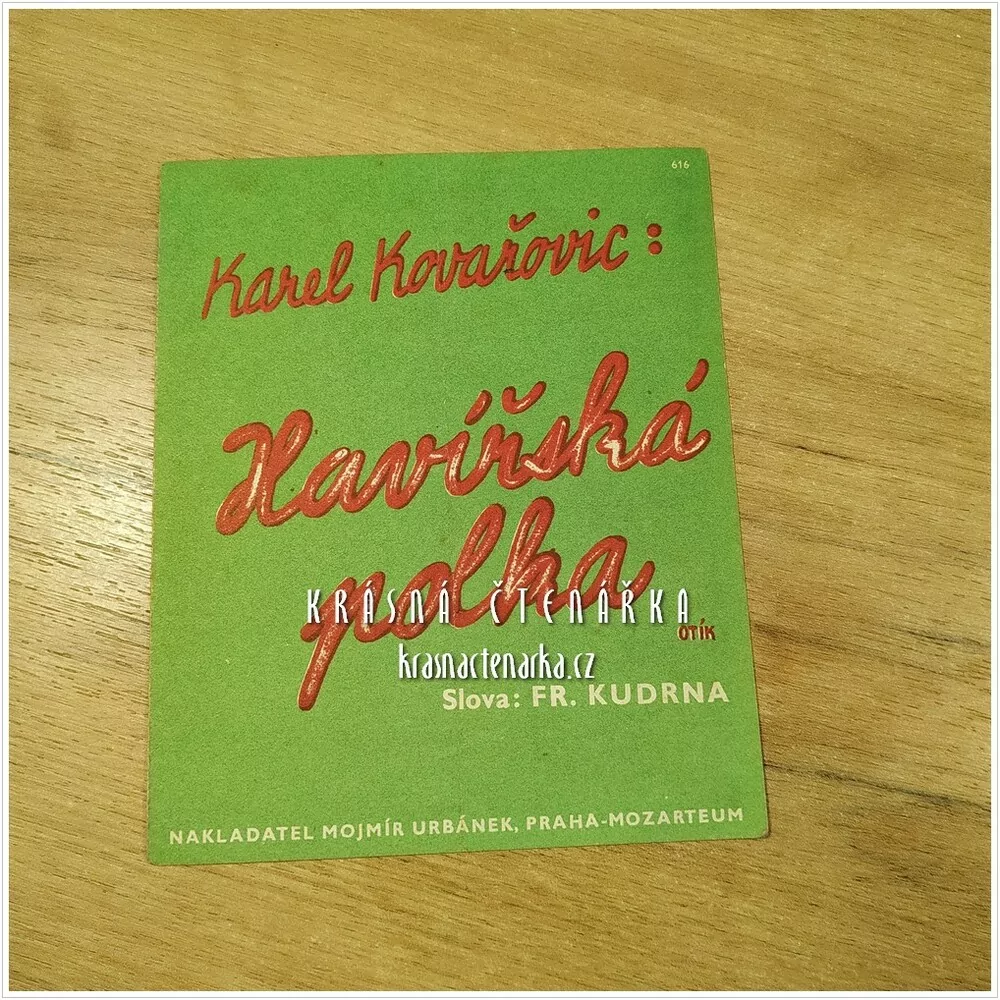 616
Karel Kovařovic:
Havířská
polka
KRÁSNÁ ČTENÁŘKA
OTÍK
krasnactenarka.cz
Slova: FR. KUDRNA
NAKLADATEL MOJMÍR URBÁNEK, PRAHA-MOZARTEUM